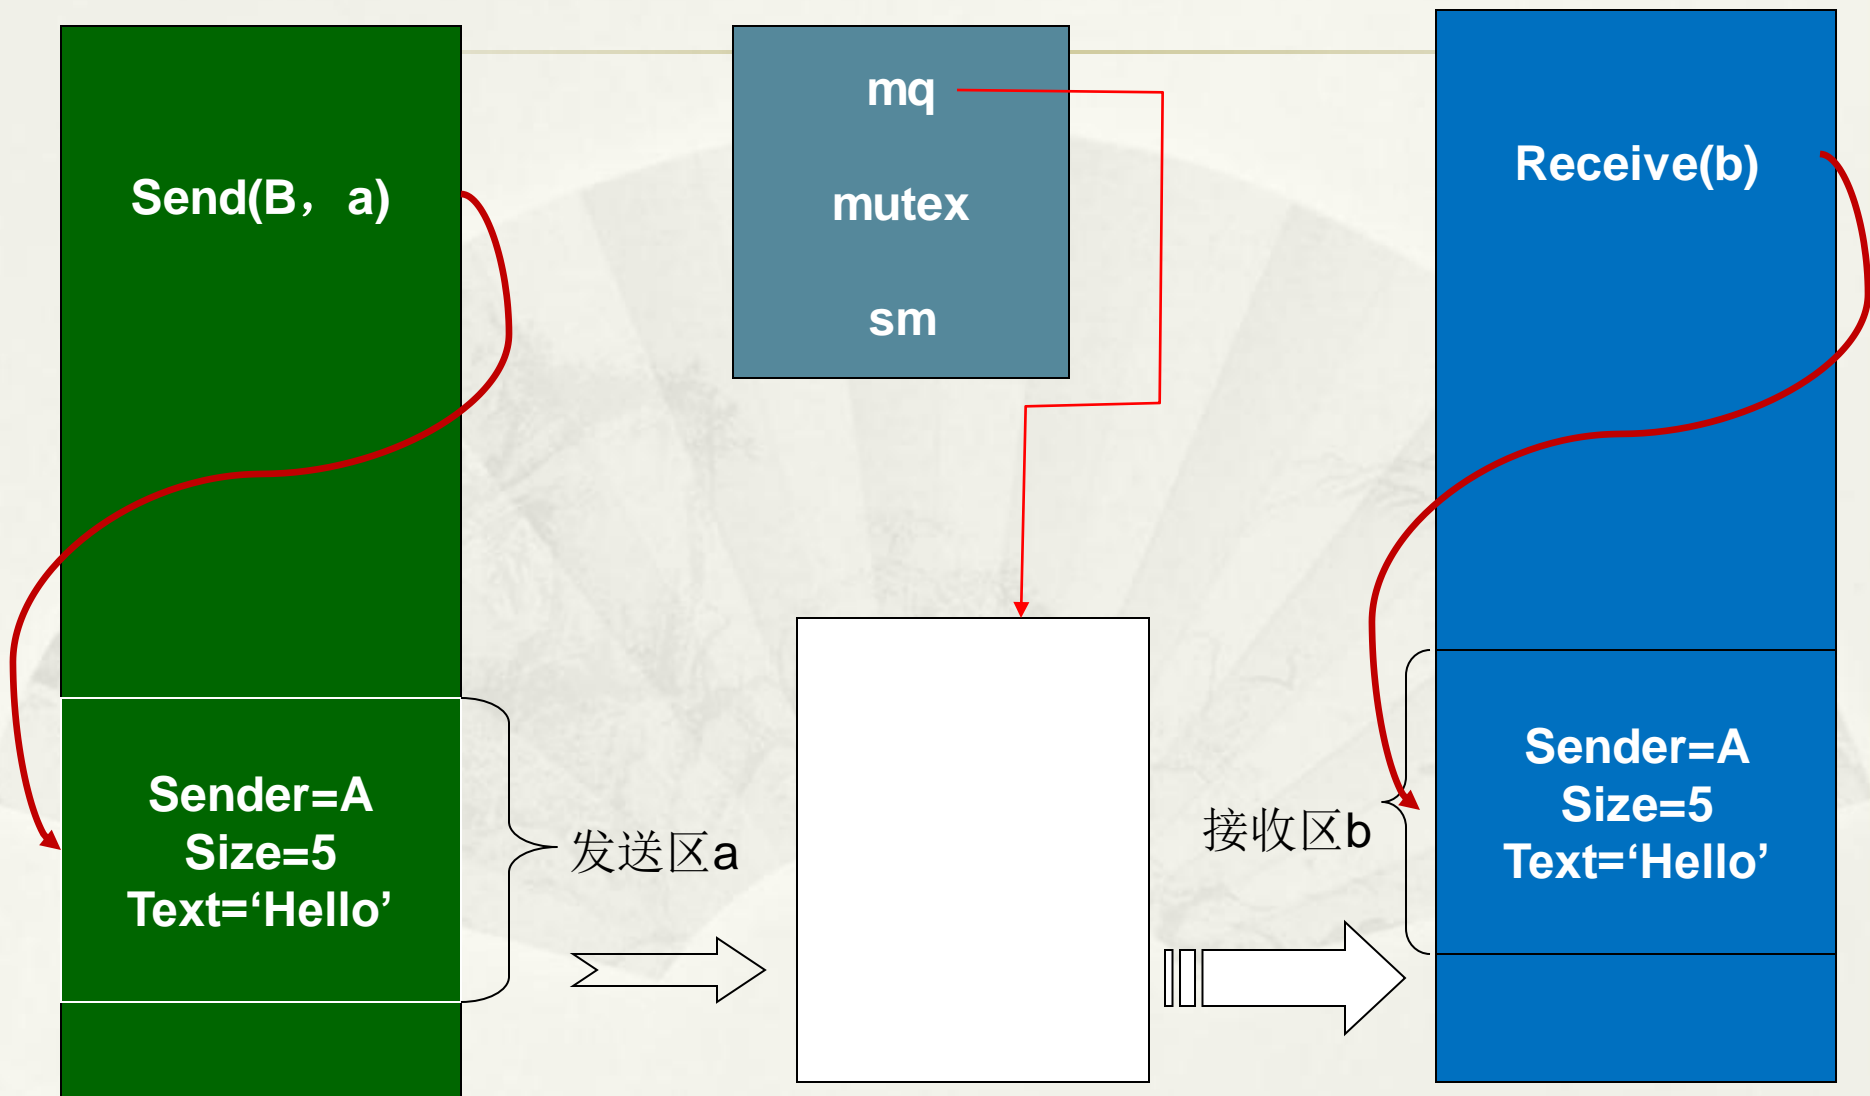 Send(B，a)
mq
mutex
sm
Receive(b)
Sender=A
Size=5
Text=‘Hello’
发送区a
接收区b
Sender=A
Size=5
Text=‘Hello’